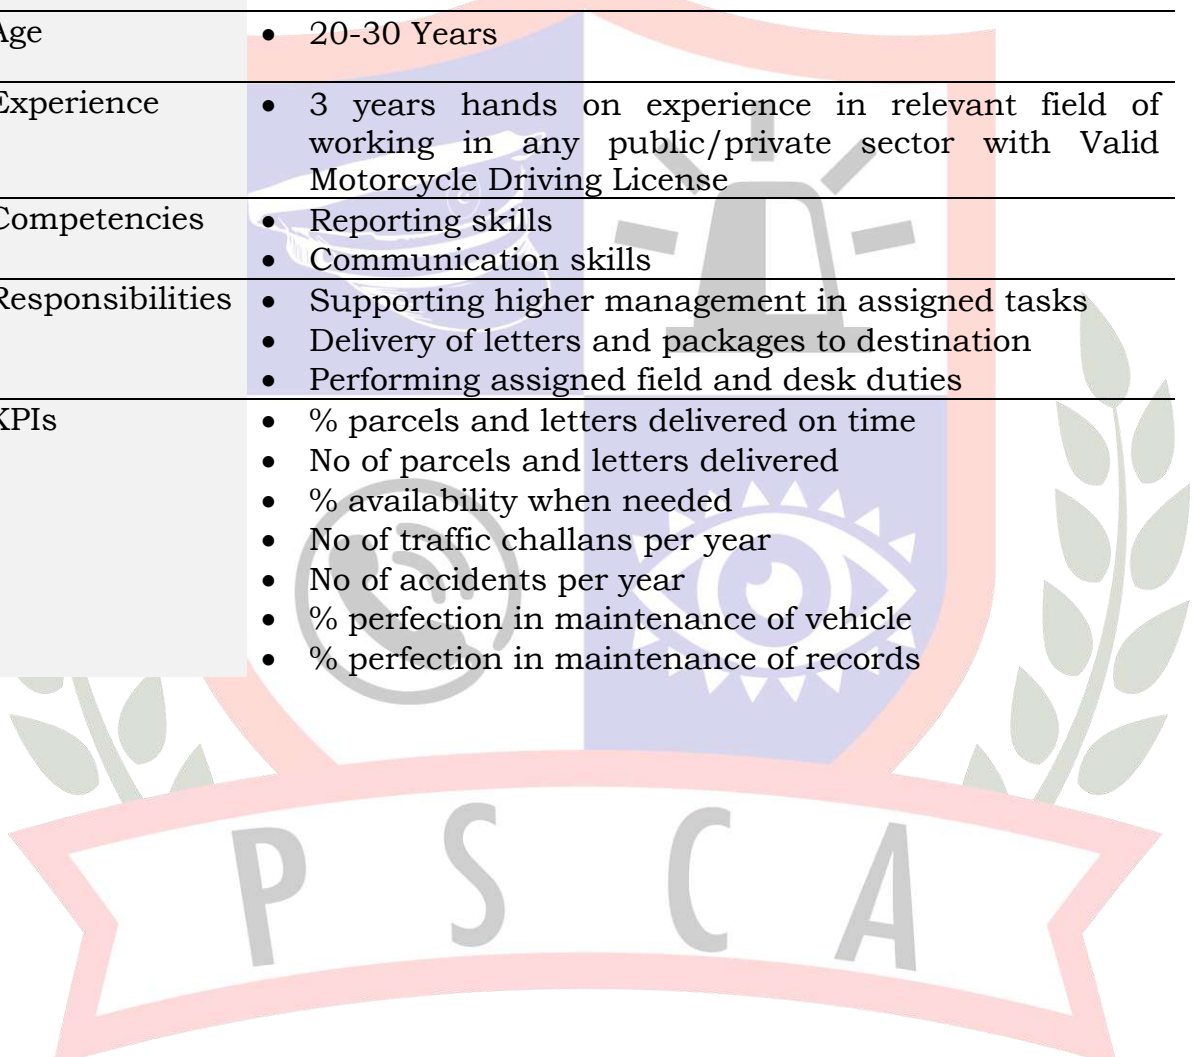 Age
• 20-30 Years
Experience
• 3 years hands on experience in relevant field of
working in any public/private sector with Valid
Motorcycle Driving License
Competencies
• Reporting skills
• Communication skills
Responsibilities
• Supporting higher management in assigned tasks
• Delivery of letters and packages to destination
• Performing assigned field and desk duties
KPIs
• % parcels and letters delivered on time
• No of parcels and letters delivered
• % availability when needed
• No of traffic challans per year
• No of accidents per year
• % perfection in maintenance of vehicle
• % perfection in maintenance of records
P S C A